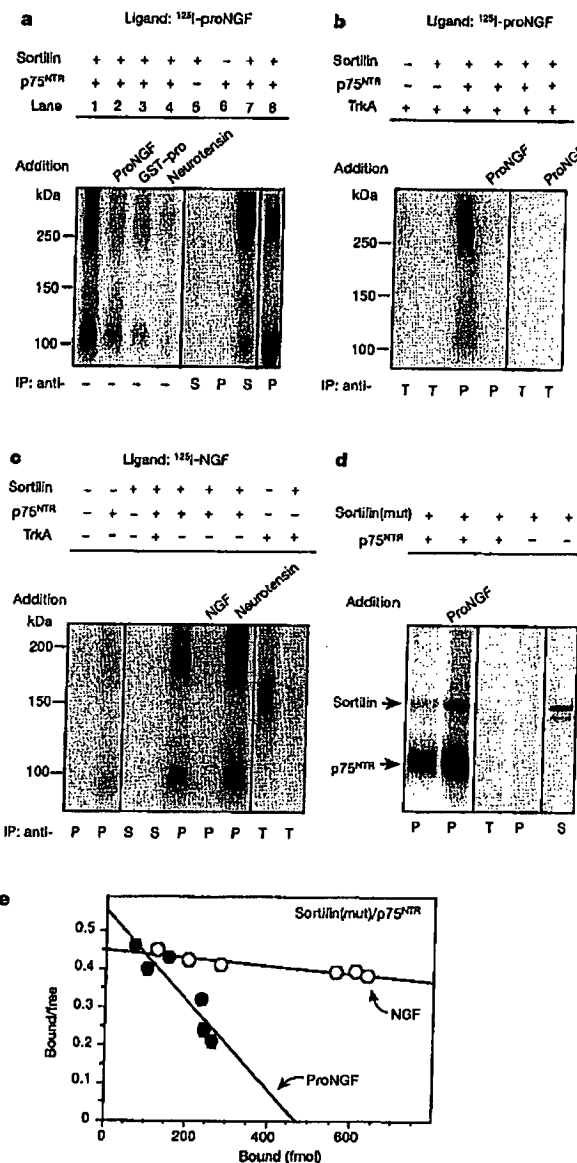 a
Ligand: ¹²⁵I-proNGF
Sortilin + + + + + - + +
p75ᴺᵀᴿ + + + + - + + +
Lane 1 2 3 4 5 6 7 8
Addition ProNGF GST-pro Neurotensin
kDa
250
150
100
IP: anti- - - - - S P S P
b
Ligand: ¹²⁵I-proNGF
Sortilin - + + + + +
p75ᴺᵀᴿ - - + + + +
TrkA + + + + + +
Addition ProNGF ProNGF
kDa
250
150
100
IP: anti- T T P P T T
c
Ligand: ¹²⁵I-NGF
Sortilin - - + + + + + - +
p75ᴺᵀᴿ - + - + + + + - -
TrkA - - - + - - - + +
Addition NGF Neurotensin
kDa
200
150
100
IP: anti- P P S S P P P T T
d
Sortilin(mut) + + + + +
p75ᴺᵀᴿ + + + - -
Addition ProNGF
Sortilin
p75ᴺᵀᴿ
P P T P S
e
Sortilin(mut)/p75ᴺᵀᴿ
0.5
0.4
0.3
0.2
0.1
0
Bound/free
NGF
ProNGF
0 200 400 600
Bound (fmol)